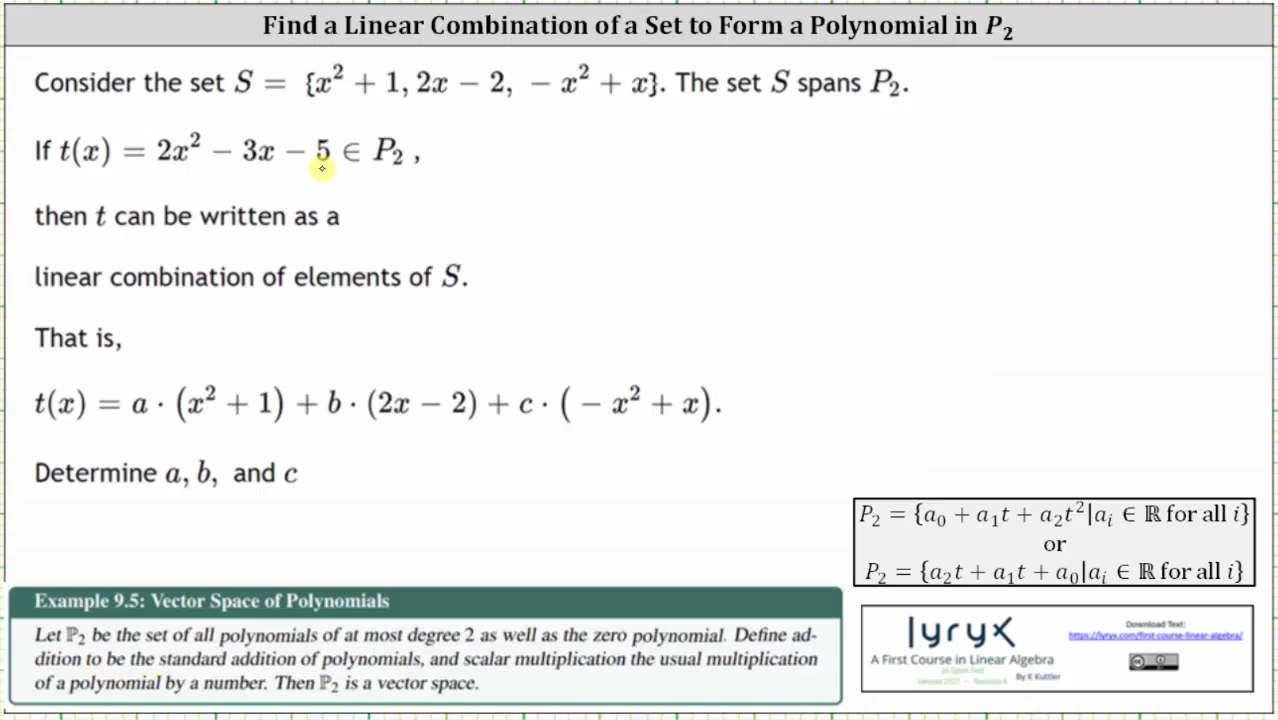 Find a Linear Combination of a Set to Form a Polynomial in P₂
Consider the set S = {x² + 1, 2x − 2, − x² + x}. The set S spans P₂.
If t(x) = 2x² − 3x − 5 ∈ P₂ ,
then t can be written as a
linear combination of elements of S.
That is,
t(x) = a · (x² + 1) + b · (2x − 2) + c · ( − x² + x).
Determine a, b, and c
P₂ = {a₀ + a₁t + a₂t²|aᵢ ∈ ℝ for all i}
or
P₂ = {a₂t + a₁t + a₀|aᵢ ∈ ℝ for all i}
Example 9.5: Vector Space of Polynomials
Let ℙ₂ be the set of all polynomials of at most degree 2 as well as the zero polynomial. Define ad-
dition to be the standard addition of polynomials, and scalar multiplication the usual multiplication
of a polynomial by a number. Then ℙ₂ is a vector space.
lyryx
A First Course in Linear Algebra
an Open Text
By K Kuttler
Download Text:
https://lyryx.com/first-course-linear-algebra/